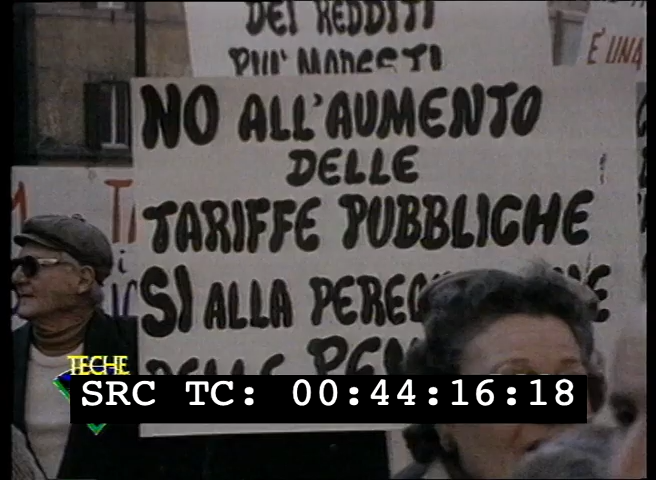 DEI REDDITI
PIU' MODESTI
È UNA
NO ALL'AUMENTO
DELLE
TARIFFE PUBBLICHE
SI ALLA
DELLE
TECHE
SRC TC: 00:44:16:18